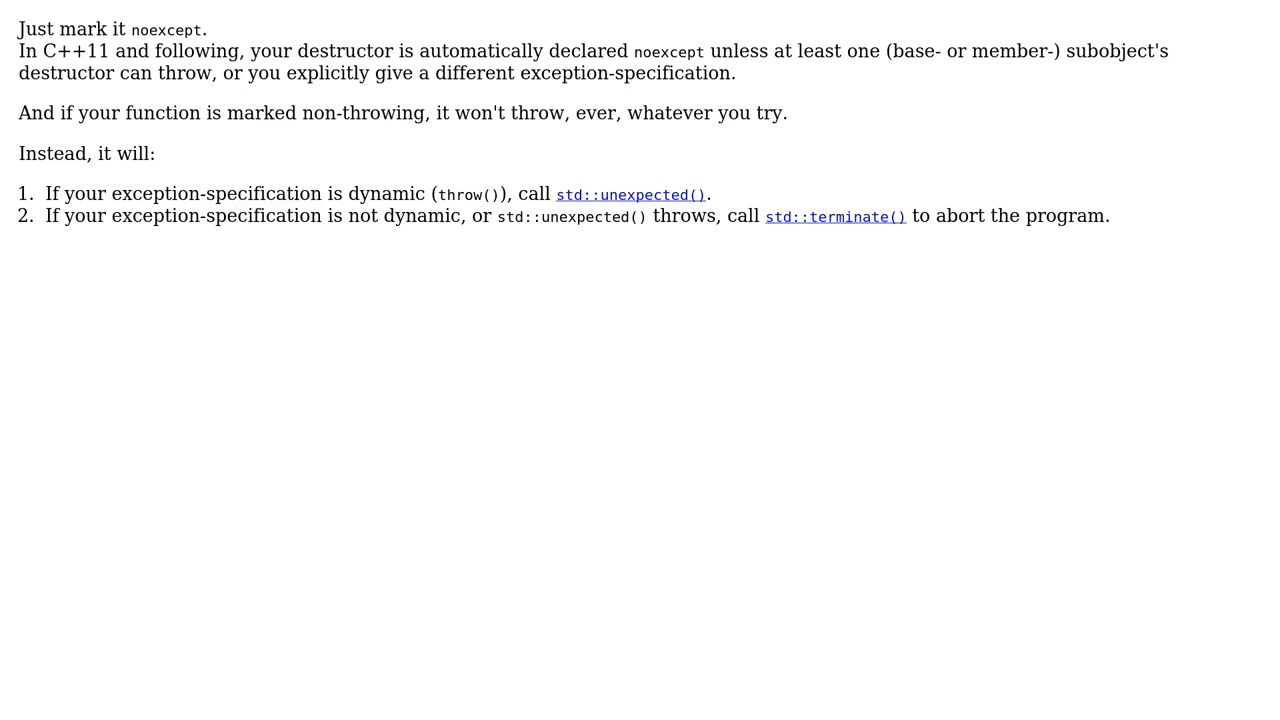 Just mark it noexcept.
In C++11 and following, your destructor is automatically declared noexcept unless at least one (base- or member-) subobject's
destructor can throw, or you explicitly give a different exception-specification.
And if your function is marked non-throwing, it won't throw, ever, whatever you try.
Instead, it will:
1. If your exception-specification is dynamic (throw()), call std::unexpected().
2. If your exception-specification is not dynamic, or std::unexpected() throws, call std::terminate() to abort the program.